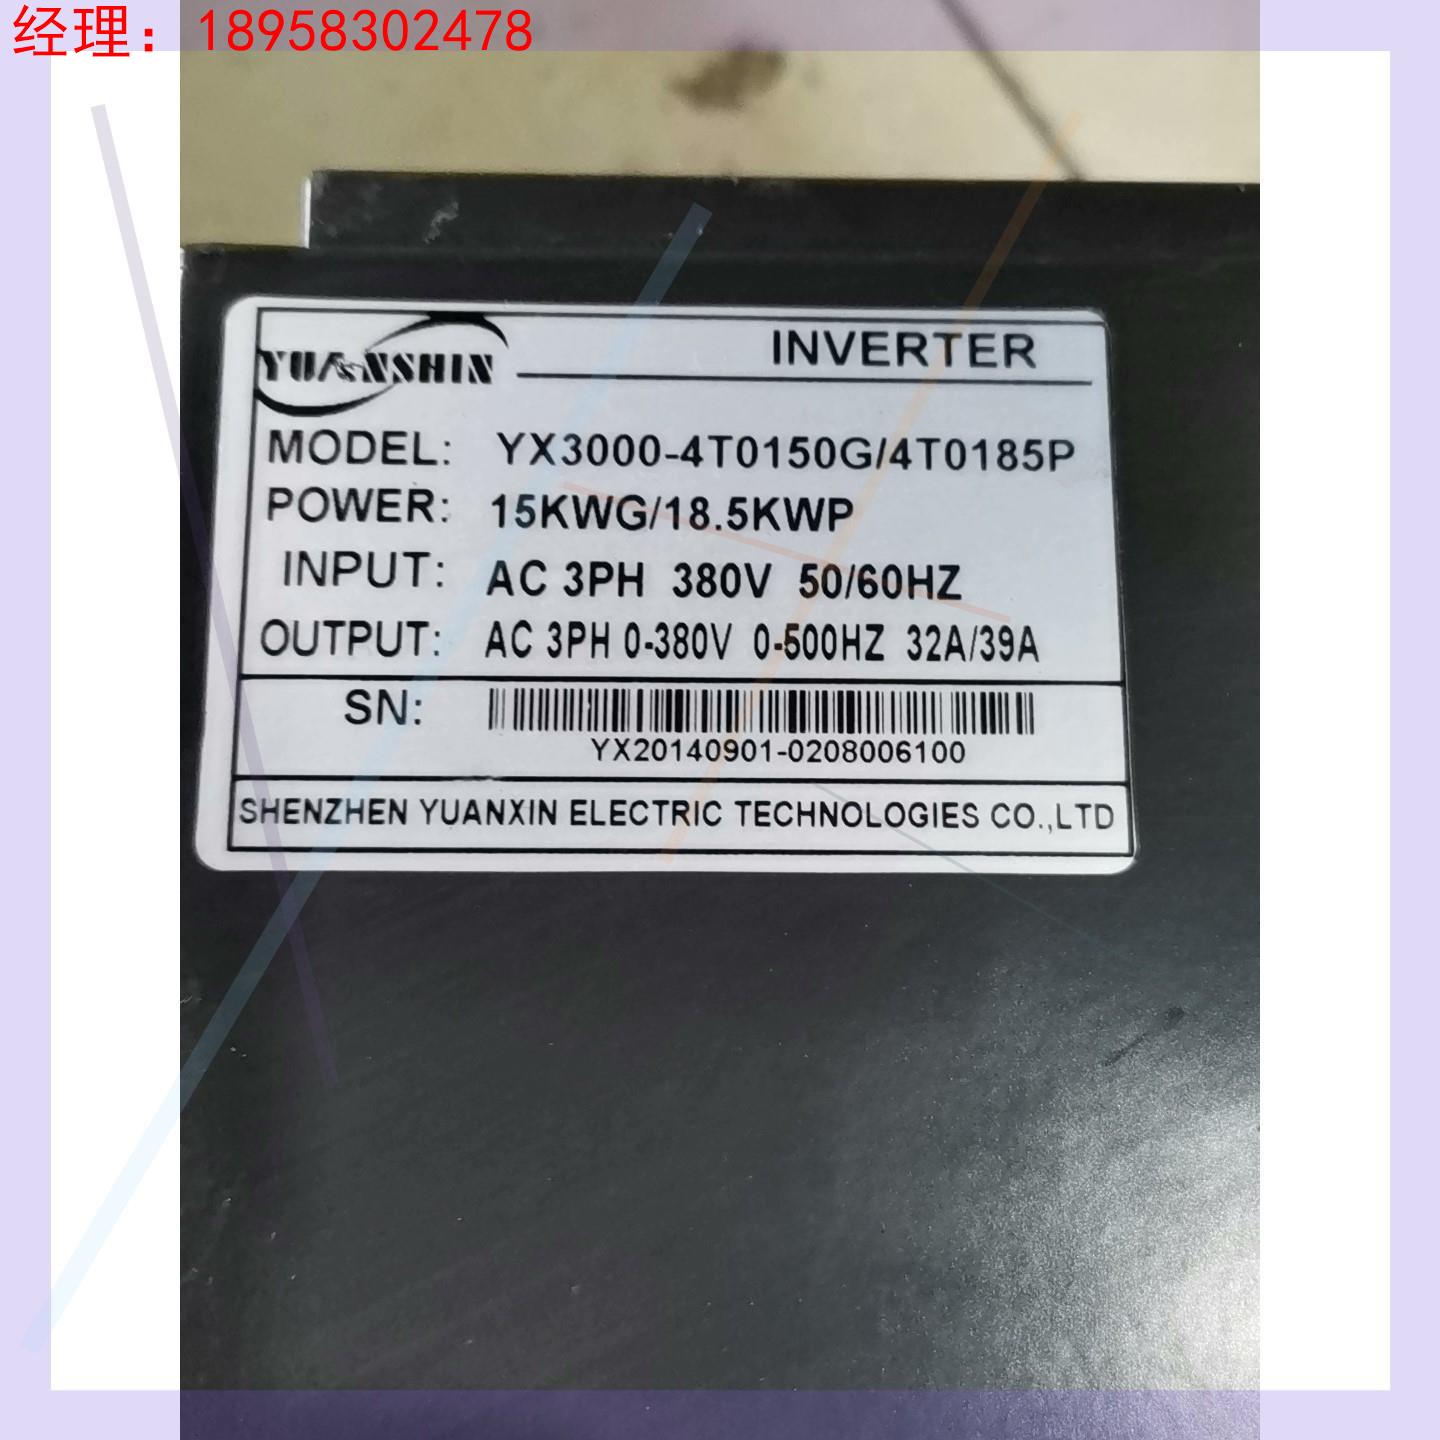 经理：18958302478
YUANSHIN
INVERTER
MODEL: YX3000-4T0150G/4T0185P
POWER: 15KWG/18.5KWP
INPUT: AC 3PH 380V 50/60HZ
OUTPUT: AC 3PH 0-380V 0-500HZ 32A/39A
SN:
YX20140901-0208006100
SHENZHEN YUANXIN ELECTRIC TECHNOLOGIES CO.,LTD